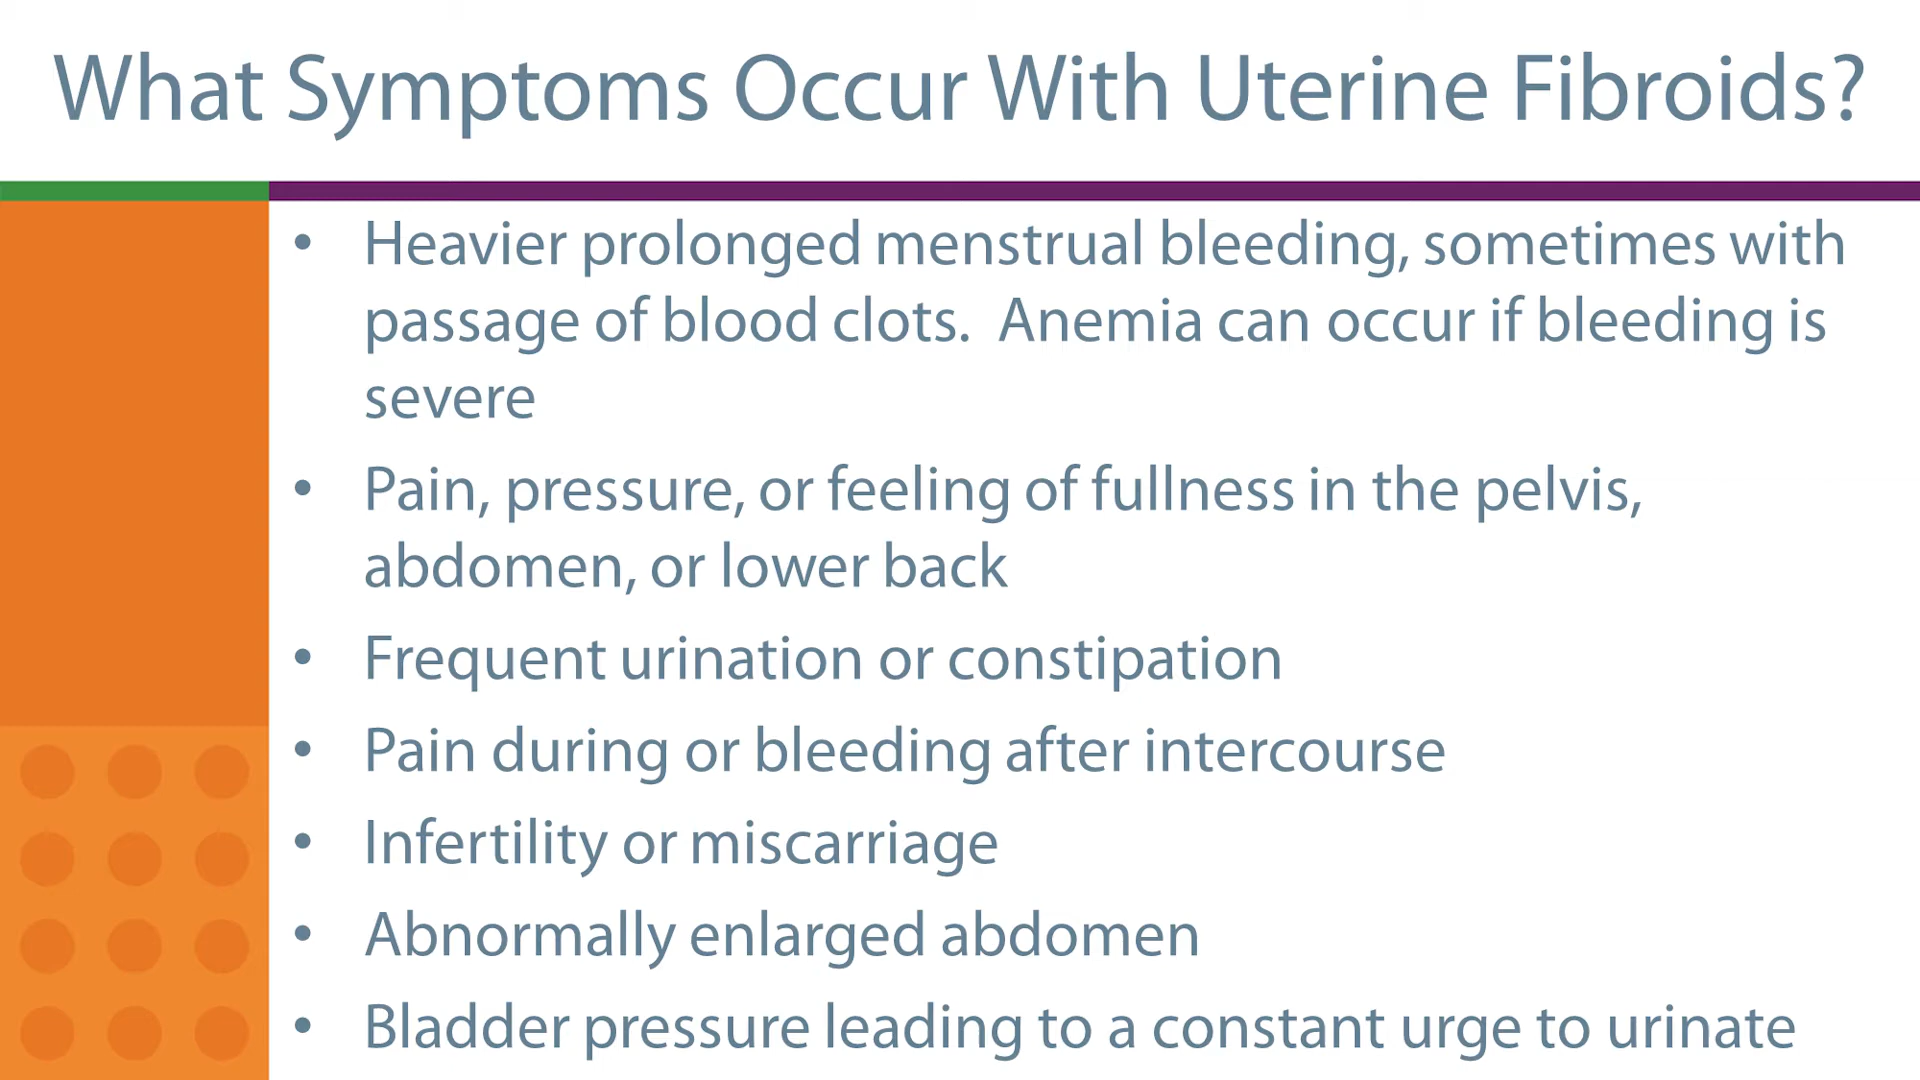 What Symptoms Occur With Uterine Fibroids?
• Heavier prolonged menstrual bleeding, sometimes with
passage of blood clots.  Anemia can occur if bleeding is
severe
• Pain, pressure, or feeling of fullness in the pelvis,
abdomen, or lower back
• Frequent urination or constipation
• Pain during or bleeding after intercourse
• Infertility or miscarriage
• Abnormally enlarged abdomen
• Bladder pressure leading to a constant urge to urinate